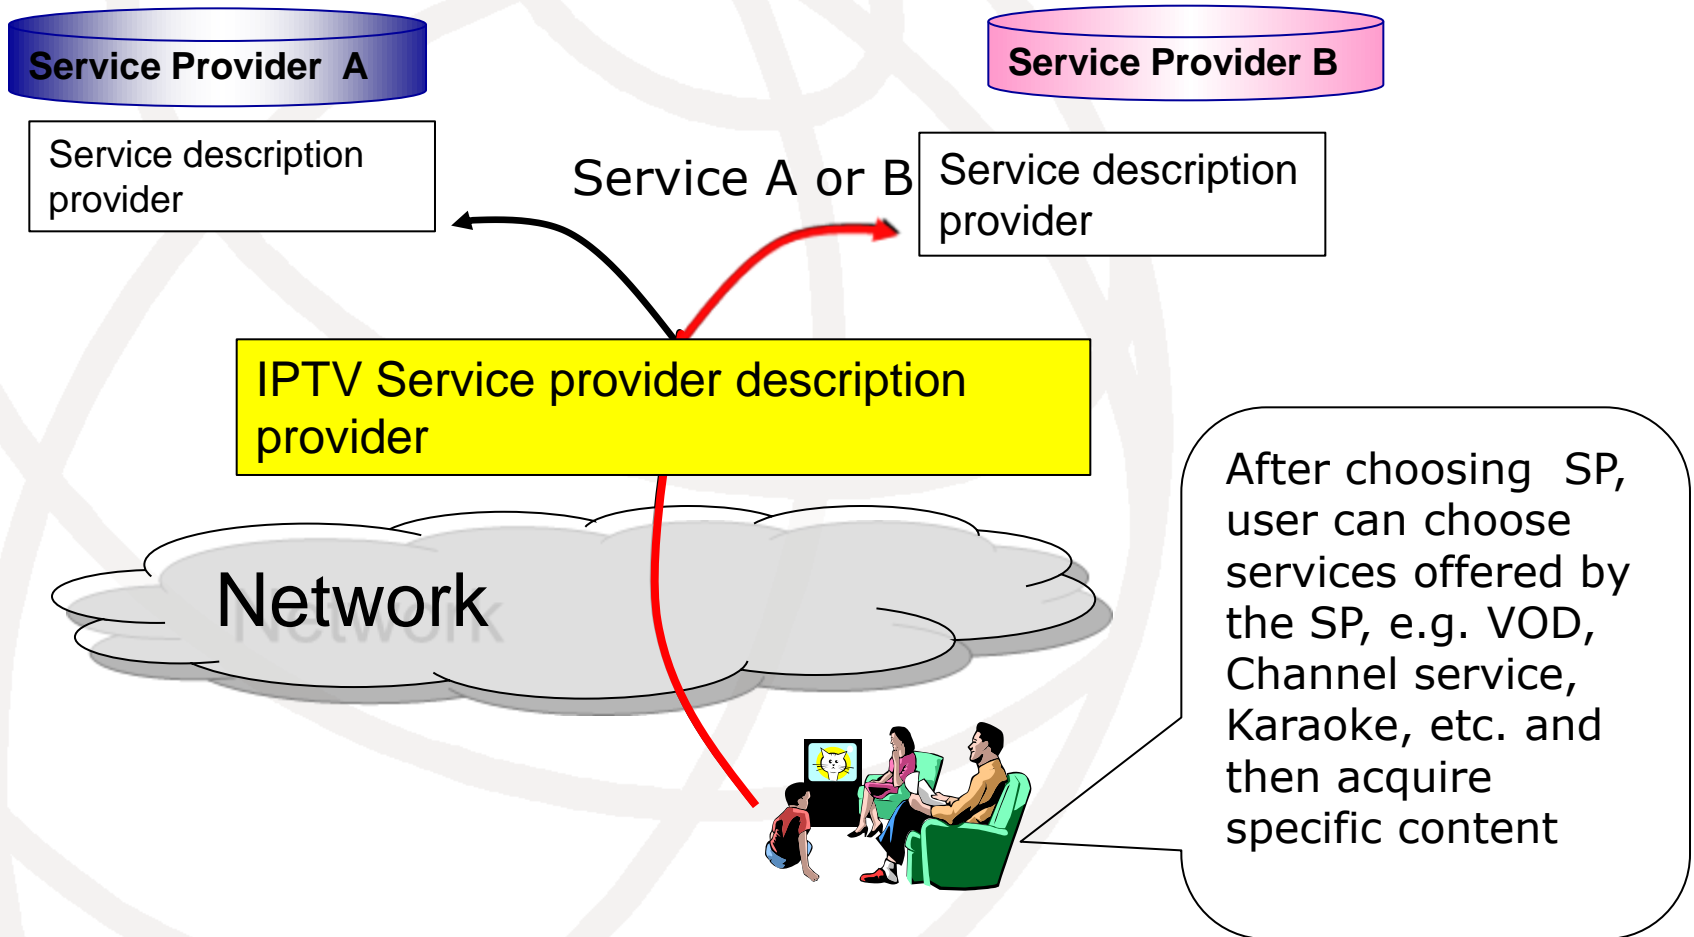 Service Provider  A
Service Provider B
Service description
provider
Service A or B
Service description
provider
IPTV Service provider description
provider
Network
After choosing  SP,
user can choose
services offered by
the SP, e.g. VOD,
Channel service,
Karaoke, etc. and
then acquire
specific content